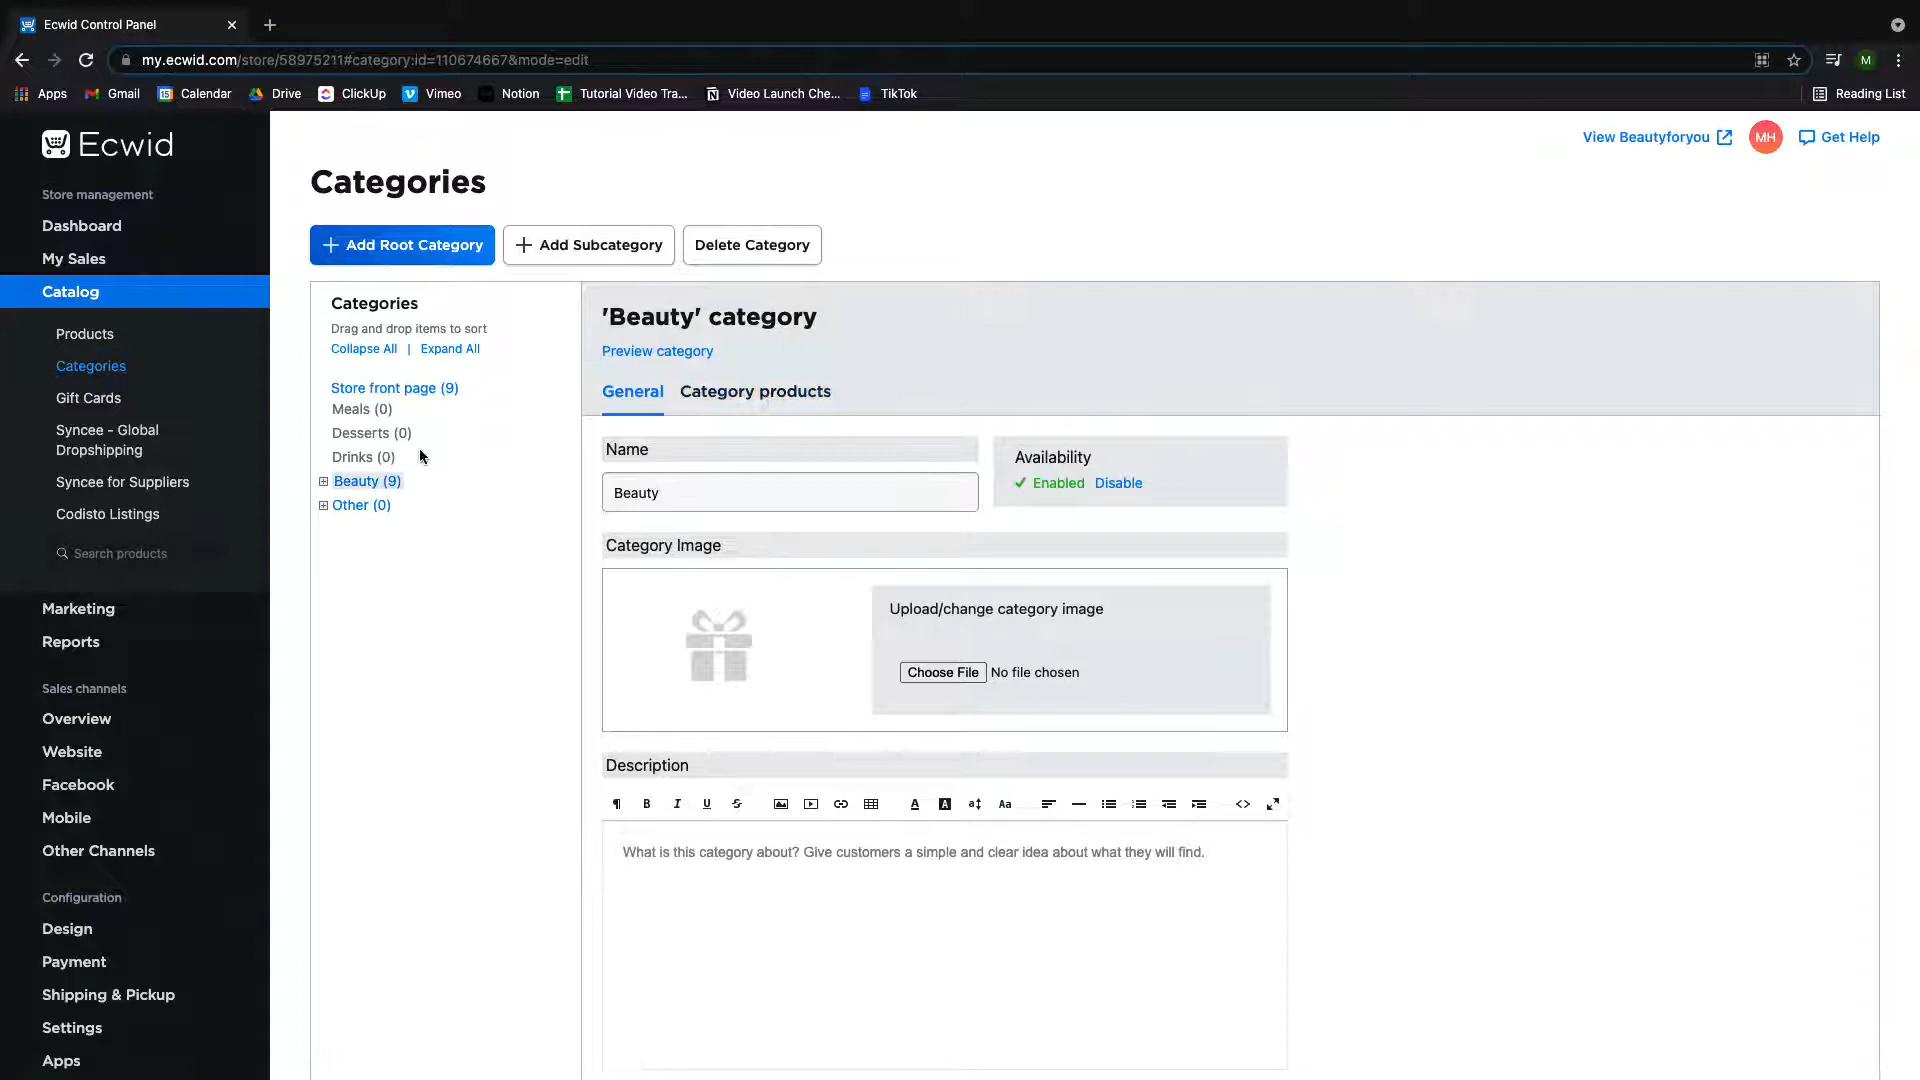 Ecwid Control Panel
my.ecwid.com/store/58975211#category:id=110674667&mode=edit
M
Apps
Gmail
Calendar
Drive
ClickUp
Vimeo
Notion
Tutorial Video Tra...
Video Launch Che...
TikTok
Reading List
Ecwid
Store management
Dashboard
My Sales
Catalog
Products
Categories
Gift Cards
Syncee - Global
Dropshipping
Syncee for Suppliers
Codisto Listings
Search products
Marketing
Reports
Sales channels
Overview
Website
Facebook
Mobile
Other Channels
Configuration
Design
Payment
Shipping & Pickup
Settings
Apps
View Beautyforyou
MH
Get Help
Categories
+ Add Root Category
+ Add Subcategory
Delete Category
Categories
Drag and drop items to sort
Collapse All | Expand All
Store front page (9)
Meals (0)
Desserts (0)
Drinks (0)
Beauty (9)
Other (0)
'Beauty' category
Preview category
General
Category products
Name
Beauty
Availability
Enabled Disable
Category Image
Upload/change category image
Choose File No file chosen
Description
¶ B I U S A A a Aa <>
What is this category about? Give customers a simple and clear idea about what they will find.